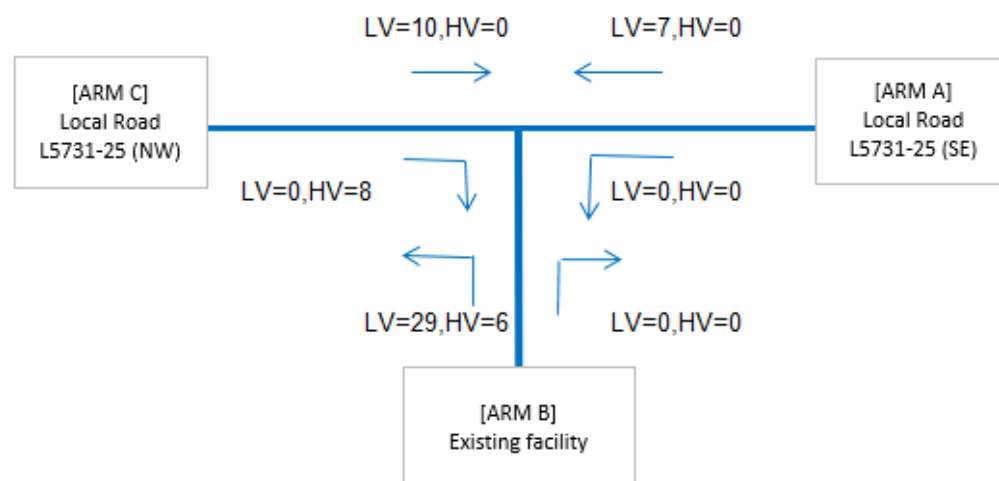 LV=10,HV=0
LV=7,HV=0
[ARM C]
Local Road
L5731-25 (NW)
[ARM A]
Local Road
L5731-25 (SE)
LV=0,HV=8
LV=0,HV=0
LV=29,HV=6
LV=0,HV=0
[ARM B]
Existing facility